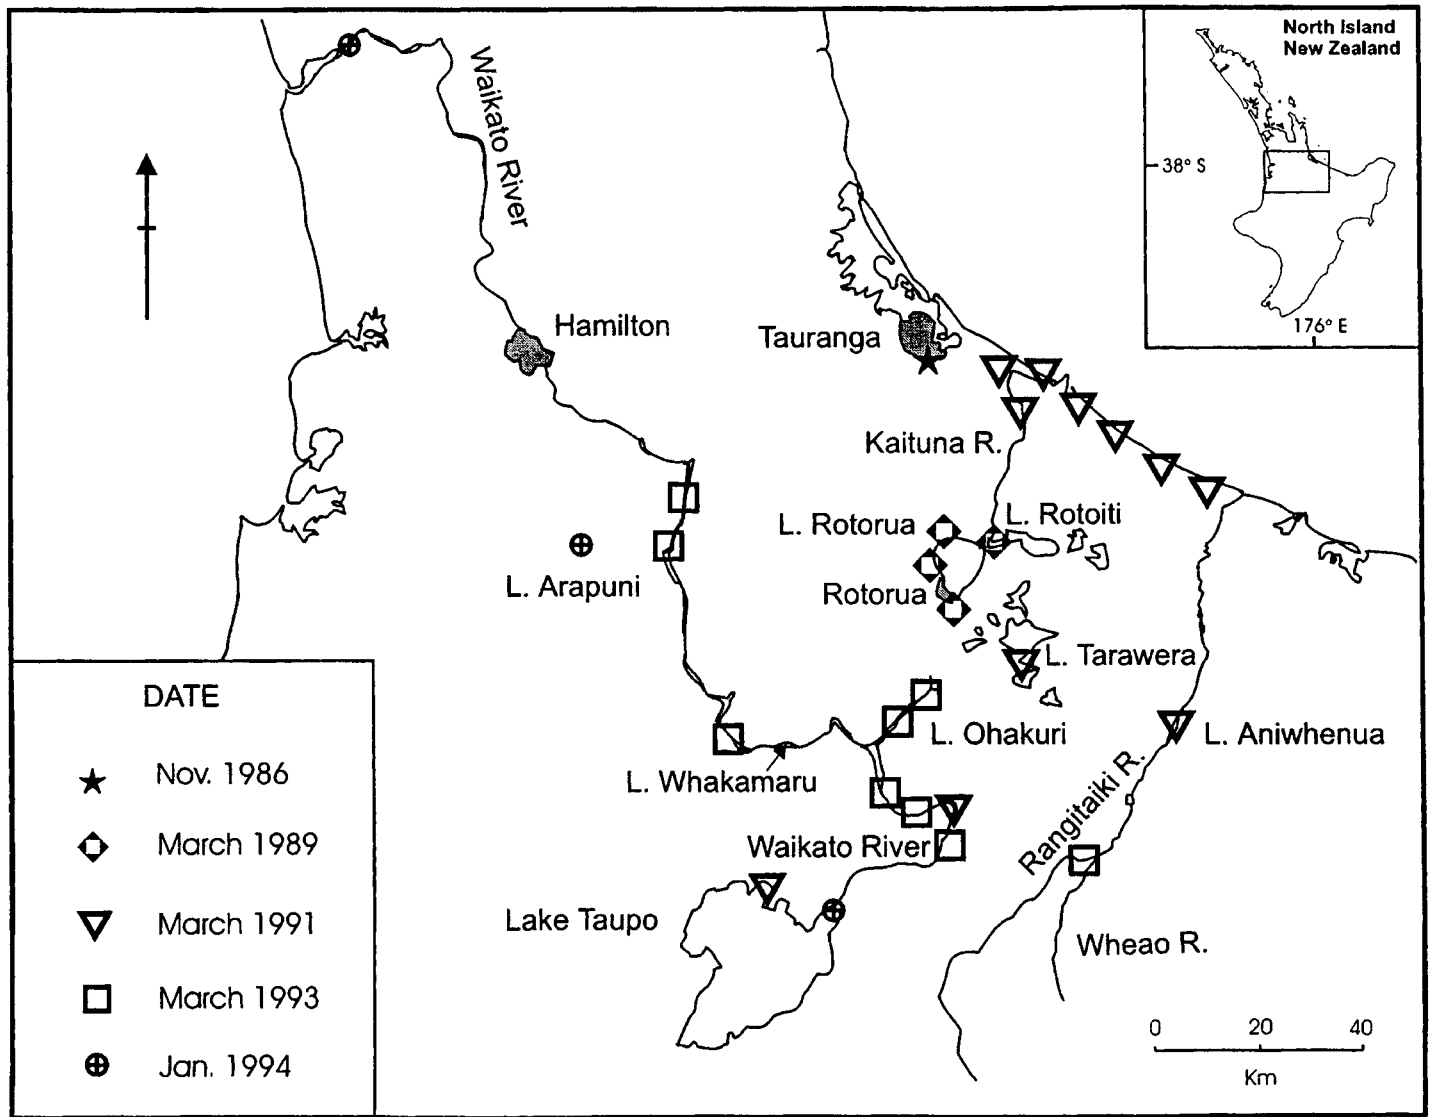 North Island
New Zealand
38° S
176° E
Waikato River
Hamilton
Tauranga
Kaituna R.
L. Rotorua
L. Rotoiti
L. Arapuni
Rotorua
L. Tarawera
L. Ohakuri
L. Aniwhenua
L. Whakamaru
Rangitaiki R.
Waikato River
Lake Taupo
Wheao R.
DATE
Nov. 1986
March 1989
March 1991
March 1993
Jan. 1994
0 20 40
Km